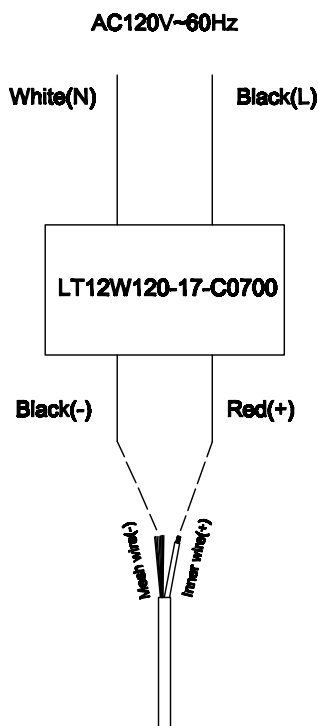 AC120V~60Hz
White(N)
Black(L)
LT12W120-17-C0700
Black(-)
Red(+)
Mesh wire(-)
Inner wire(+)